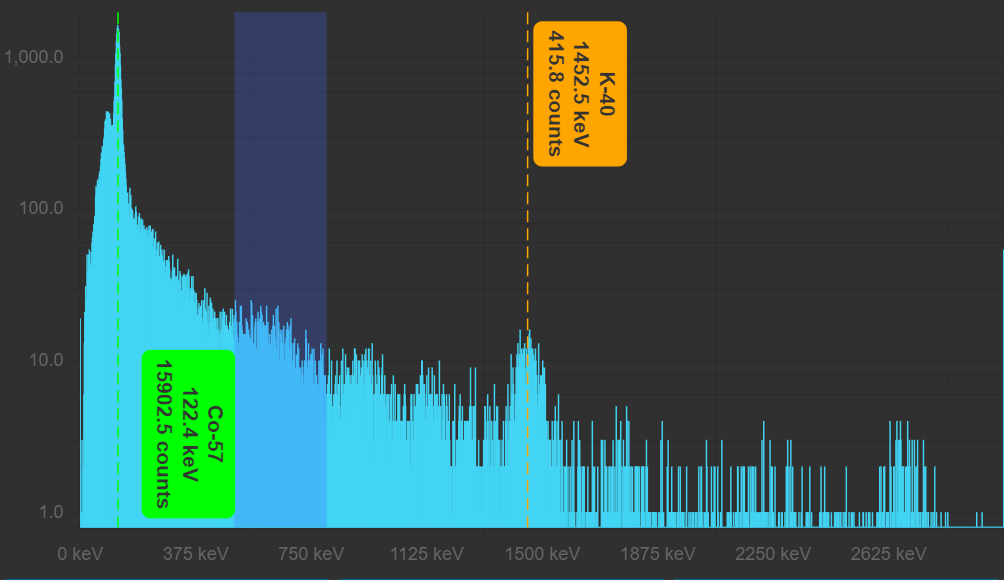 1,000.0
100.0
10.0
1.0
K-40
1452.5 keV
415.8 counts
Co-57
122.4 keV
15902.5 counts
0 keV 375 keV 750 keV 1125 keV 1500 keV 1875 keV 2250 keV 2625 keV